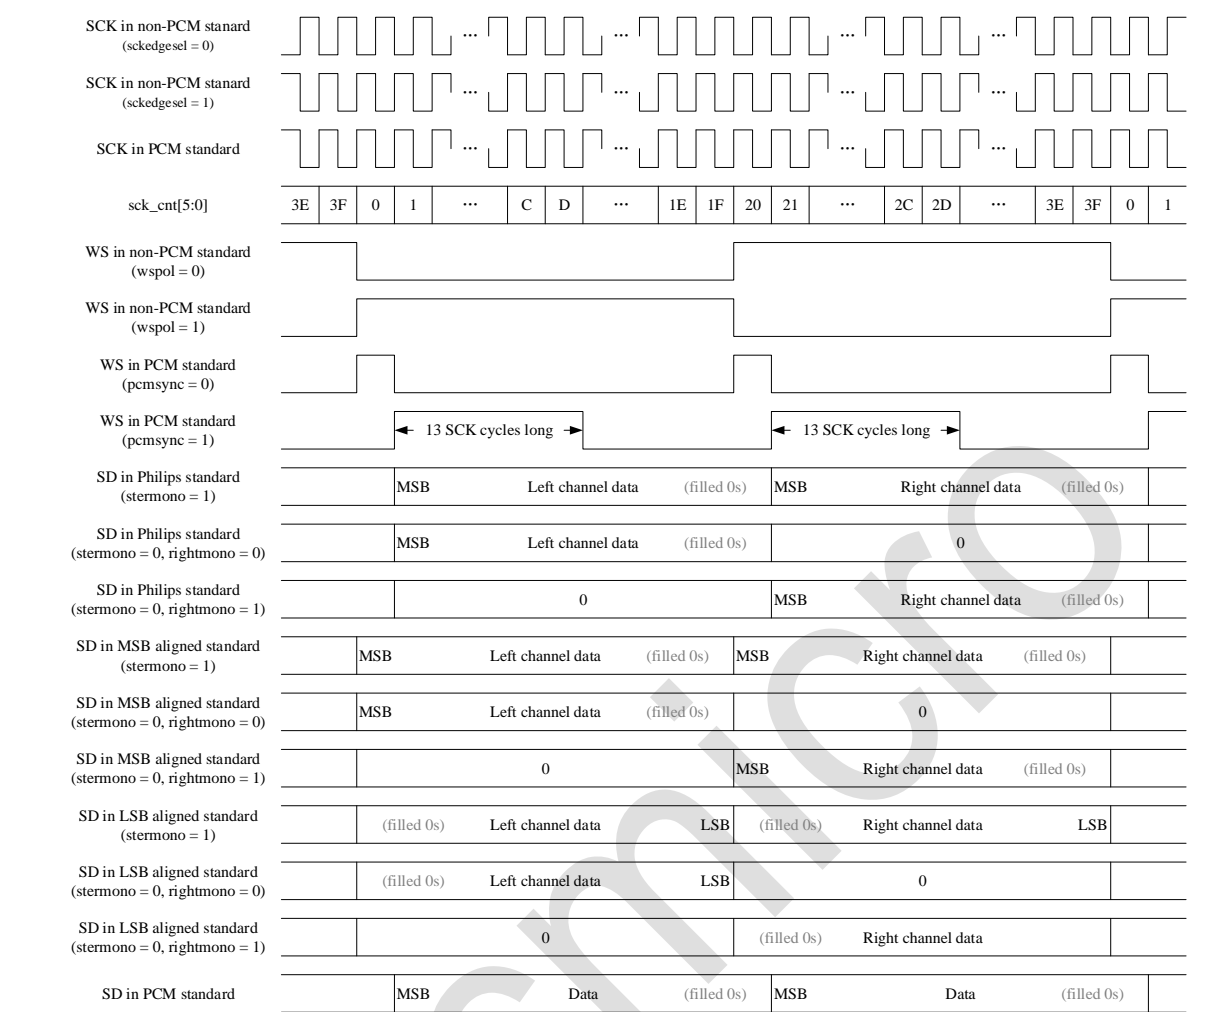 SCK in non-PCM stanard
(sckedgesel = 0)
... ... ... ...
SCK in non-PCM stanard
(sckedgesel = 1)
... ... ... ...
SCK in PCM standard
... ... ... ...
sck_cnt[5:0] 3E 3F 0 1 ... C D ... 1E 1F 20 21 ... 2C 2D ... 3E 3F 0 1
WS in non-PCM standard
(wspol = 0)
WS in non-PCM standard
(wspol = 1)
WS in PCM standard
(pcmsync = 0)
WS in PCM standard
(pcmsync = 1)
13 SCK cycles long 13 SCK cycles long
SD in Philips standard
(stermono = 1)
MSB Left channel data (filled 0s) MSB Right channel data (filled 0s)
SD in Philips standard
(stermono = 0, rightmono = 0)
MSB Left channel data (filled 0s) 0
SD in Philips standard
(stermono = 0, rightmono = 1)
0 MSB Right channel data (filled 0s)
SD in MSB aligned standard
(stermono = 1)
MSB Left channel data (filled 0s) MSB Right channel data (filled 0s)
SD in MSB aligned standard
(stermono = 0, rightmono = 0)
MSB Left channel data (filled 0s) 0
SD in MSB aligned standard
(stermono = 0, rightmono = 1)
0 MSB Right channel data (filled 0s)
SD in LSB aligned standard
(stermono = 1)
(filled 0s) Left channel data LSB (filled 0s) Right channel data LSB
SD in LSB aligned standard
(stermono = 0, rightmono = 0)
(filled 0s) Left channel data LSB 0
SD in LSB aligned standard
(stermono = 0, rightmono = 1)
0 (filled 0s) Right channel data
SD in PCM standard MSB Data (filled 0s) MSB Data (filled 0s)
micro